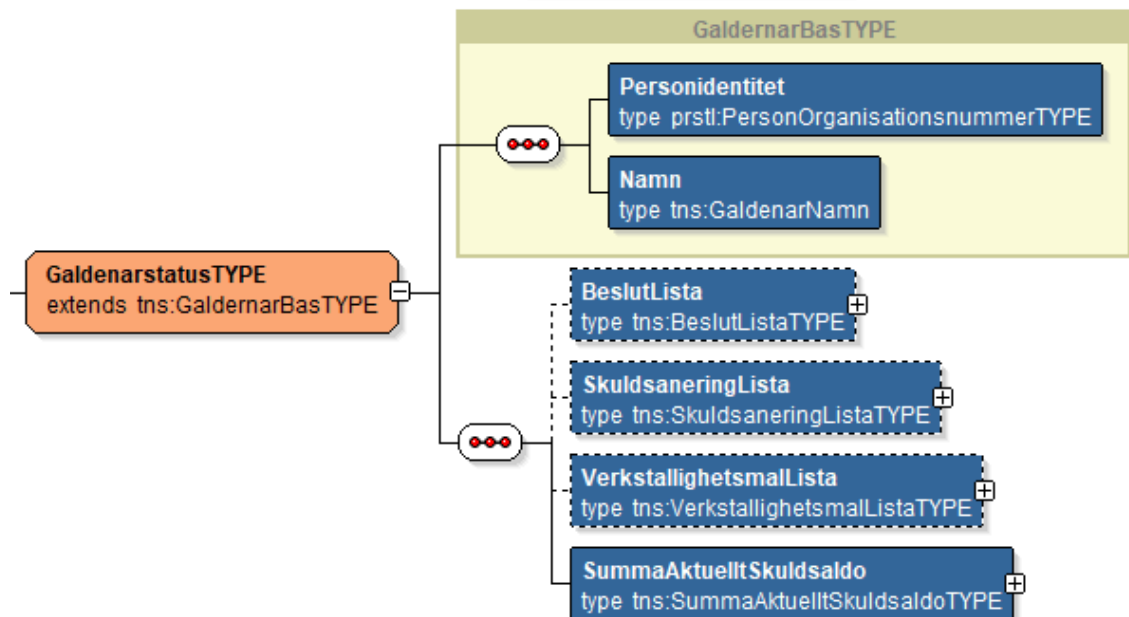 GaldernarBasTYPE
Personidentitet
type prstl:PersonOrganisationsnummerTYPE
Namn
type tns:GaldenarNamn
GaldenarstatusTYPE
extends tns:GaldernarBasTYPE
BeslutLista
type tns:BeslutListaTYPE
SkuldsaneringLista
type tns:SkuldsaneringListaTYPE
VerkstallighetsmalLista
type tns:VerkstallighetsmalListaTYPE
SummaAktuelltSkuldsaldo
type tns:SummaAktuelltSkuldsaldoTYPE